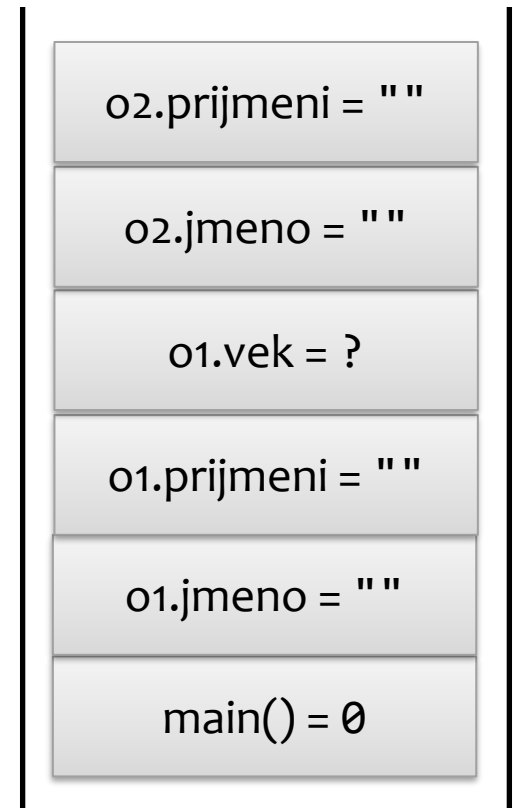 o2.prijmeni = ""
o2.jmeno = ""
o1.vek = ?
o1.prijmeni = ""
o1.jmeno = ""
main() = 0